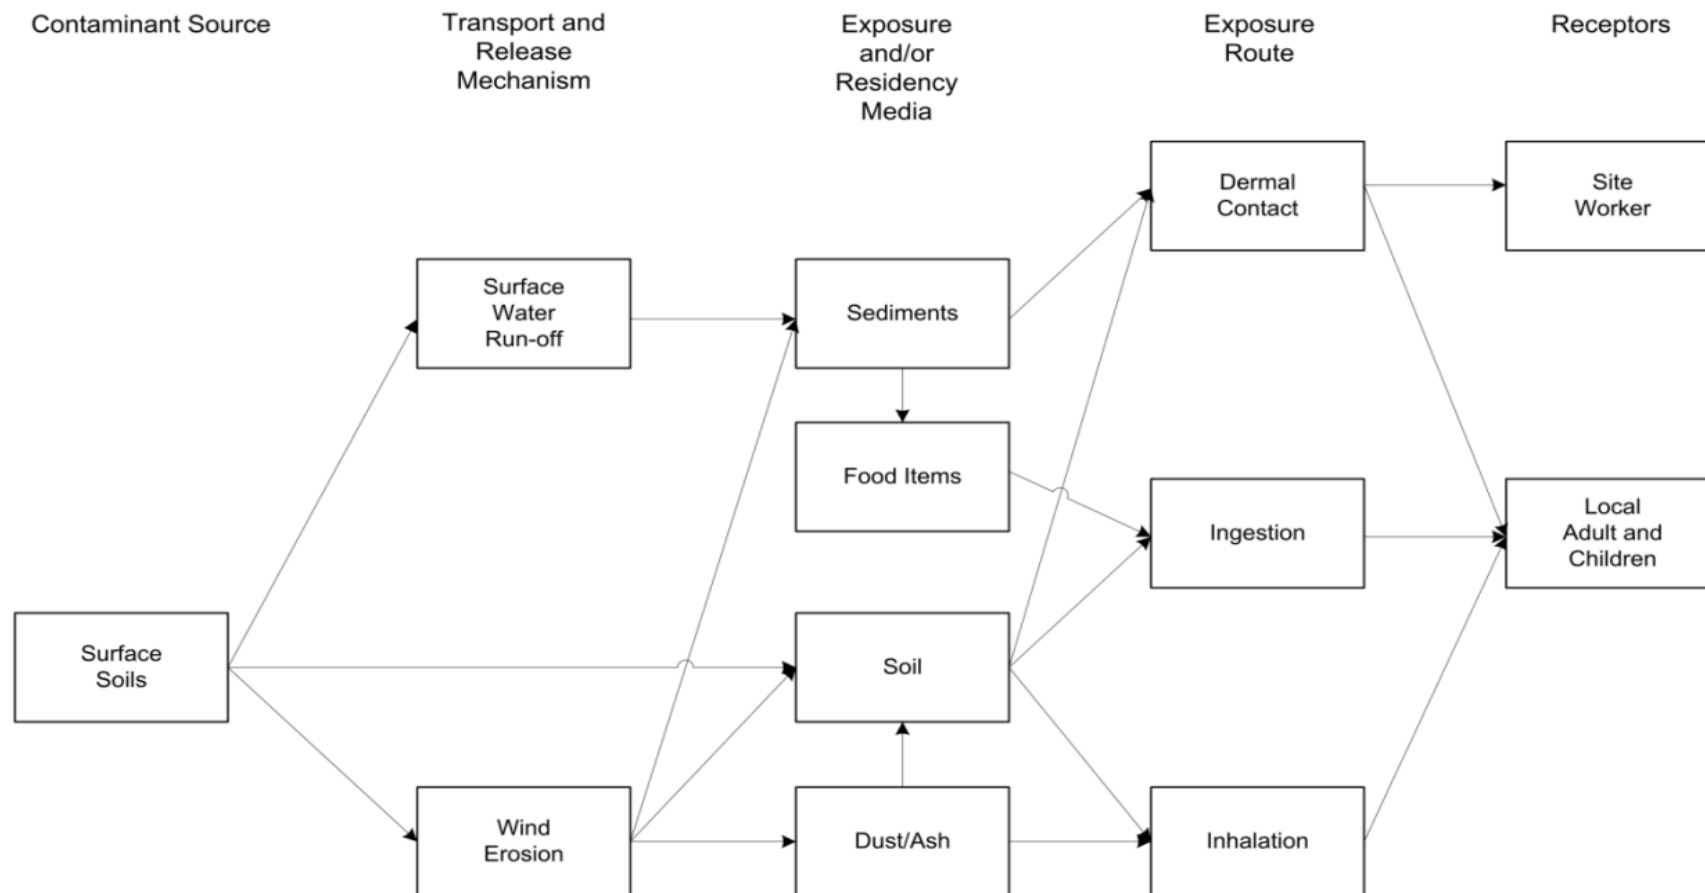 Contaminant Source
Transport and
Release
Mechanism
Exposure
and/or
Residency
Media
Exposure
Route
Receptors
Dermal
Contact
Site
Worker
Surface
Water
Run-off
Sediments
Food Items
Ingestion
Local
Adult and
Children
Surface
Soils
Soil
Wind
Erosion
Dust/Ash
Inhalation